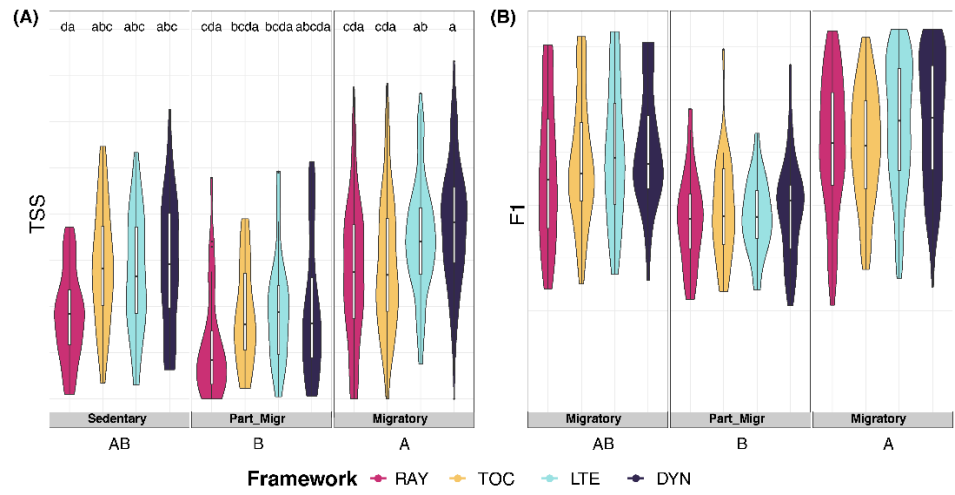 (A)
da abc abc abc cda bcda bcda abcda cda cda ab a
TSS
Sedentary Part_Migr Migratory
AB B A
(B)
F1
Migratory Part_Migr Migratory
AB B A
Framework RAY TOC LTE DYN